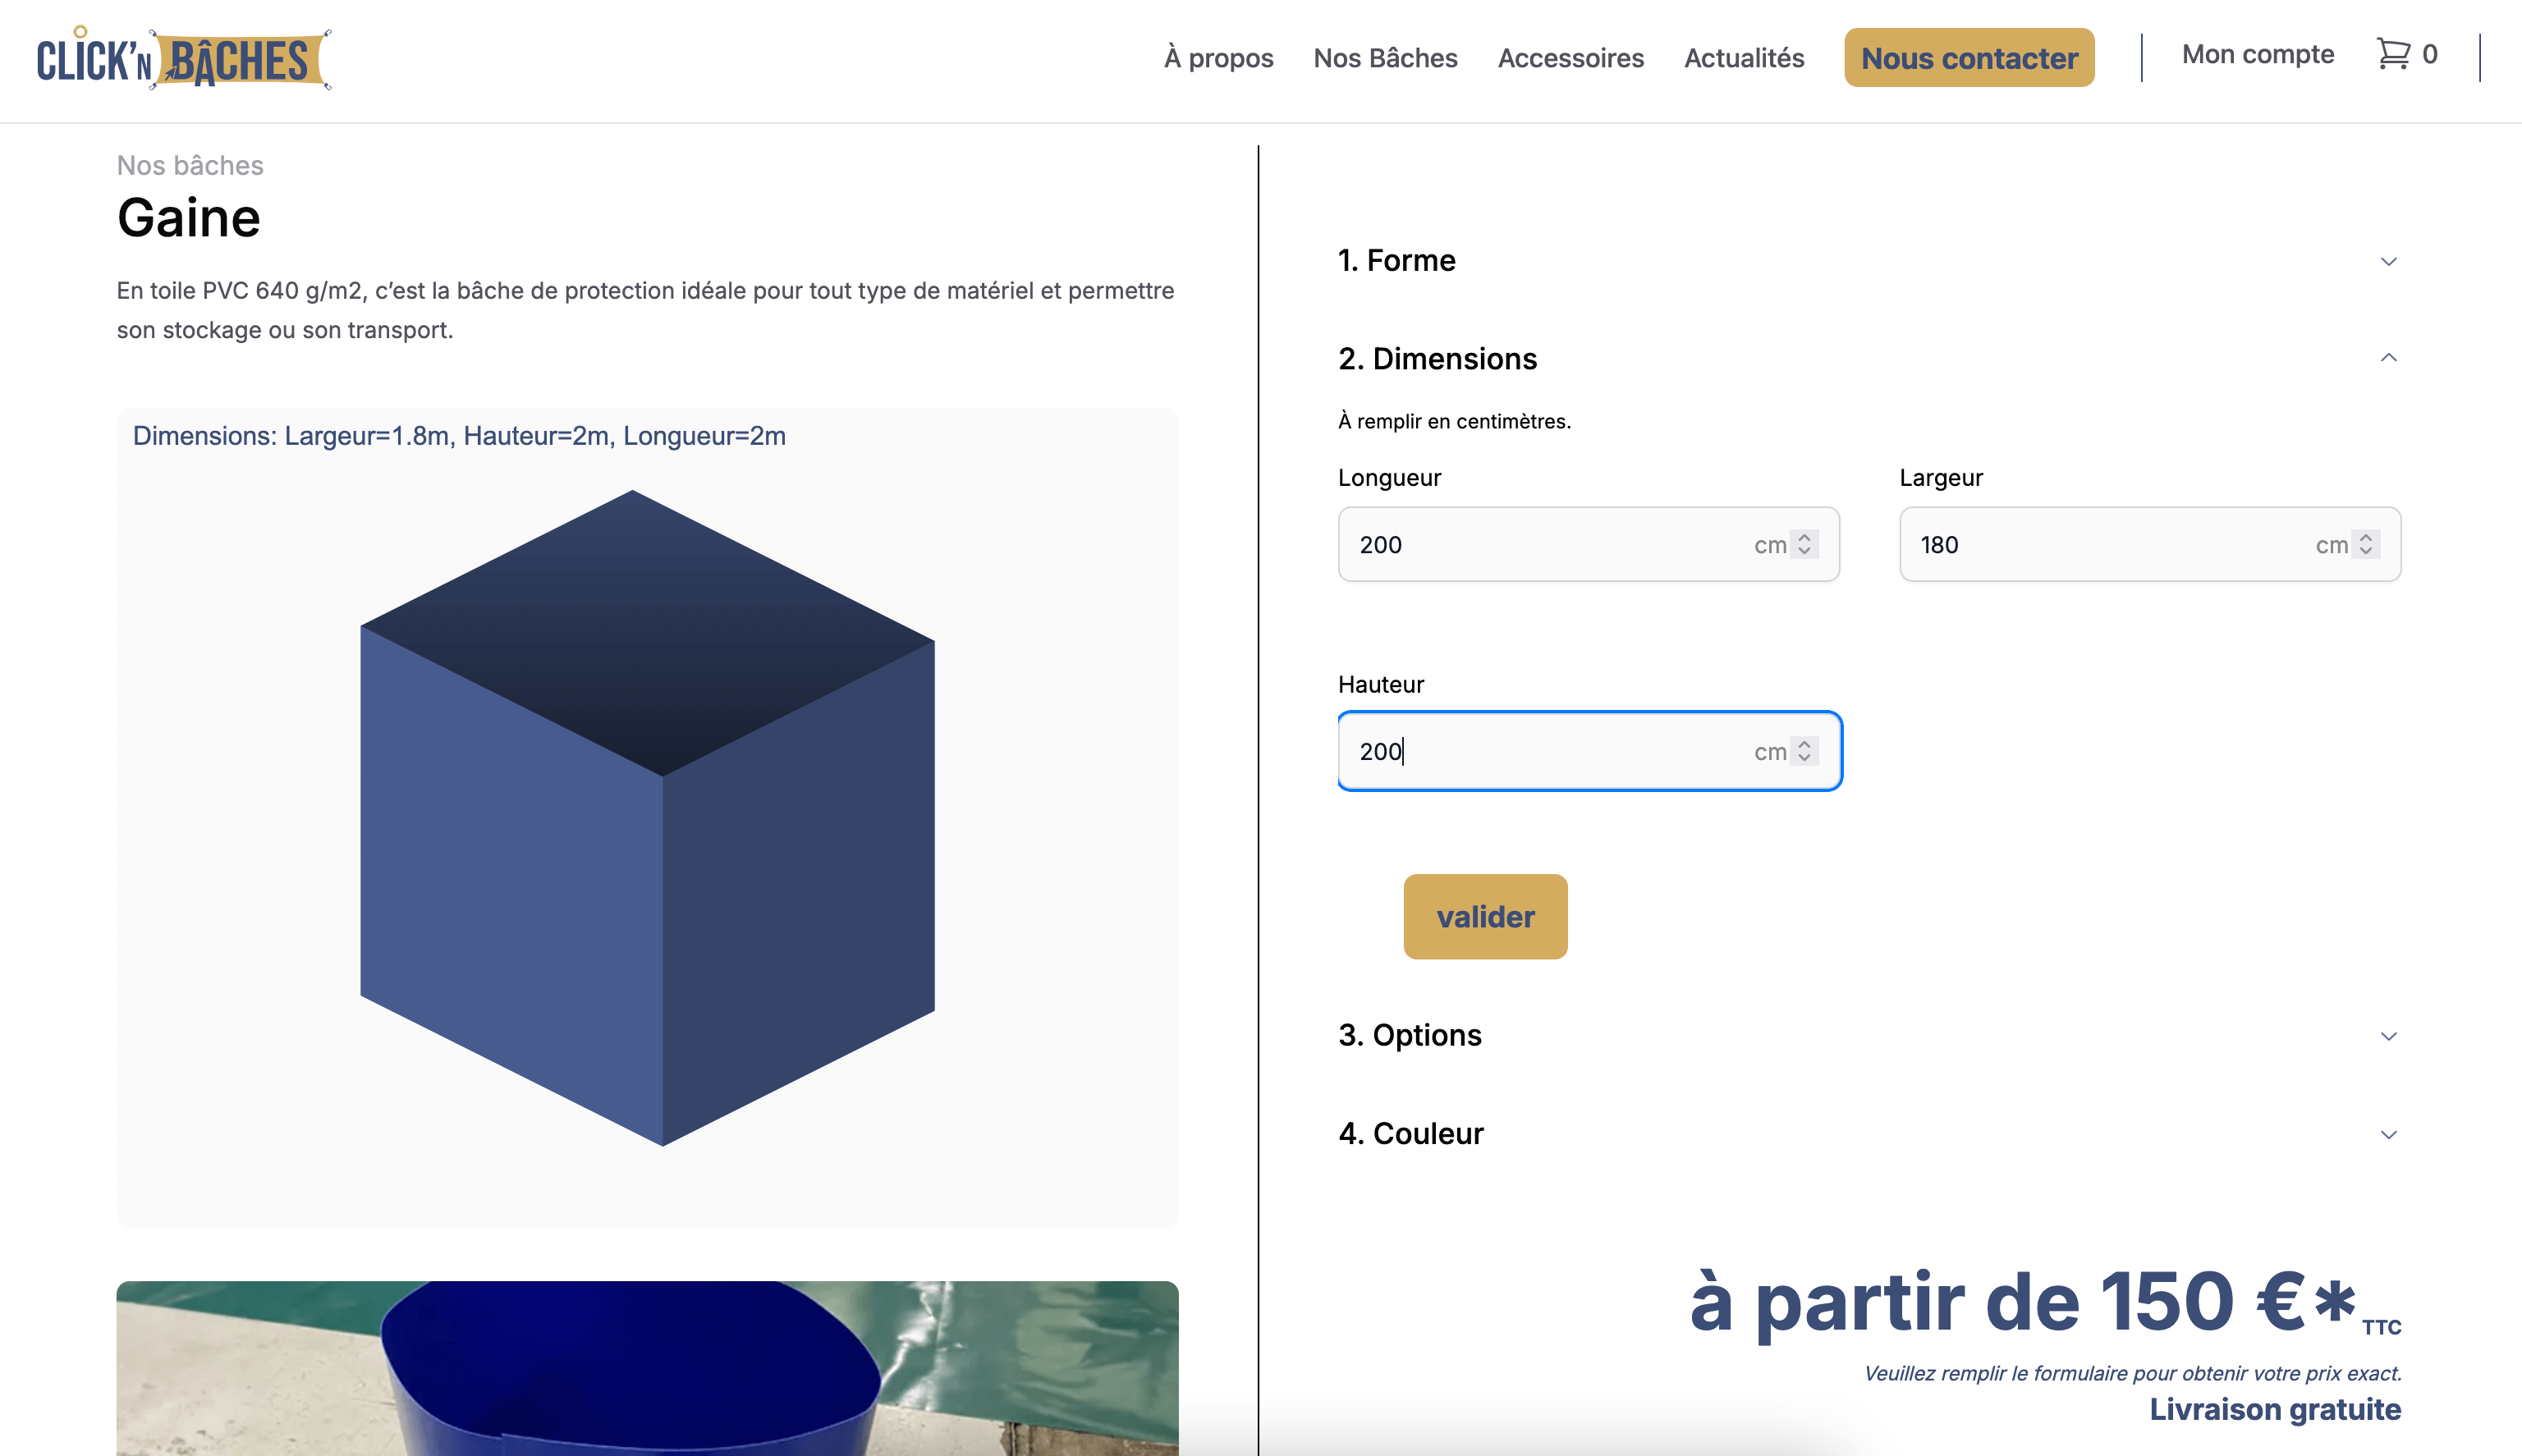 CLICK'N BÂCHES
À propos
Nos Bâches
Accessoires
Actualités
Nous contacter
Mon compte
0
Nos bâches
Gaine
En toile PVC 640 g/m2, c’est la bâche de protection idéale pour tout type de matériel et permettre
son stockage ou son transport.
Dimensions: Largeur=1.8m, Hauteur=2m, Longueur=2m
1. Forme
2. Dimensions
À remplir en centimètres.
Longueur
200 cm
Largeur
180 cm
Hauteur
200 cm
valider
3. Options
4. Couleur
à partir de 150 €* TTC
Veuillez remplir le formulaire pour obtenir votre prix exact.
Livraison gratuite